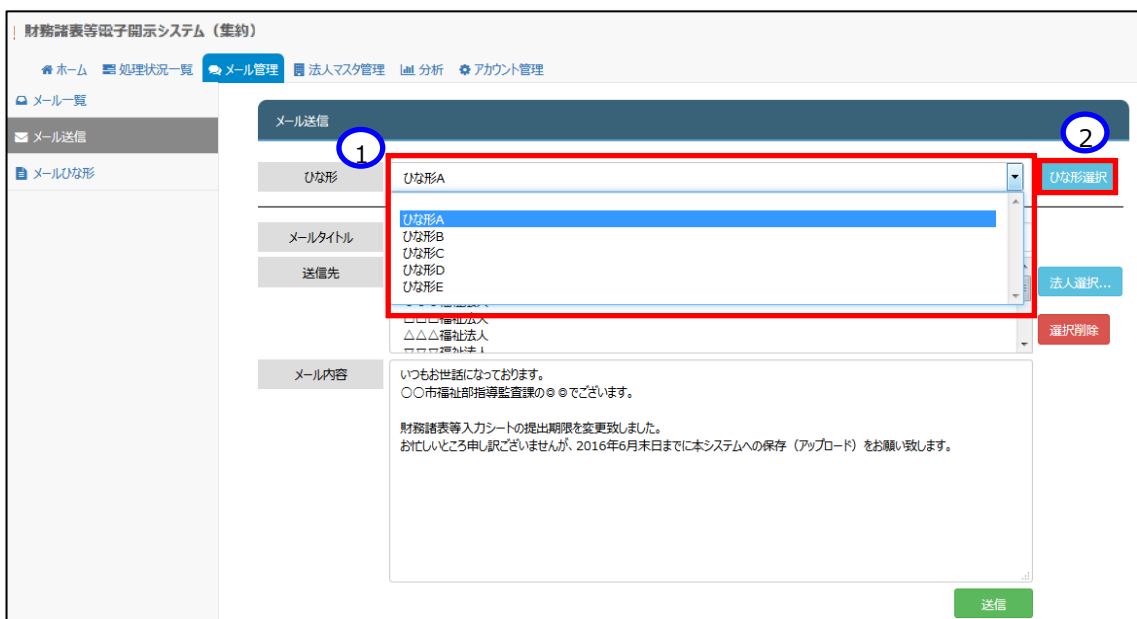 財務諸表等電子開示システム（集約）
ホーム 処理状況一覧 メール管理 法人マスタ管理 分析 アカウント管理
メール一覧
メール送信
メールひな形
メール送信
1
2
ひな形 ひな形A ひな形選択
ひな形A
ひな形B
ひな形C
ひな形D
ひな形E
メールタイトル
送信先
法人選択...
□□□福祉法人
△△△福祉法人
選択削除
メール内容
いつもお世話になっております。
○○市福祉部指導監査課の◎◎でございます。
財務諸表等入力シートの提出期限を変更致しました。
お忙しいところ申し訳ございませんが、2016年6月末日までに本システムへの保存（アップロード）をお願い致します。
送信